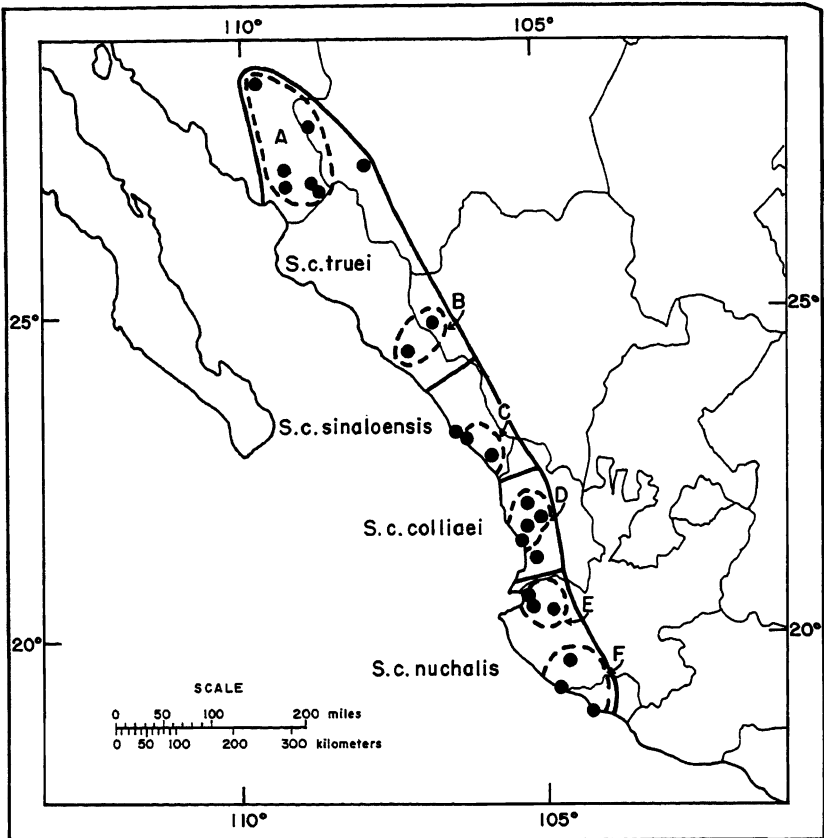 110° 105°
A
S.c.truei
B
25° 25°
C
S.c.sinaloensis
D
S.c.colliaei
E
20° 20°
F
S.c.nuchalis
SCALE
0 50 100 200 miles
0 50 100 200 300 kilometers
110° 105°